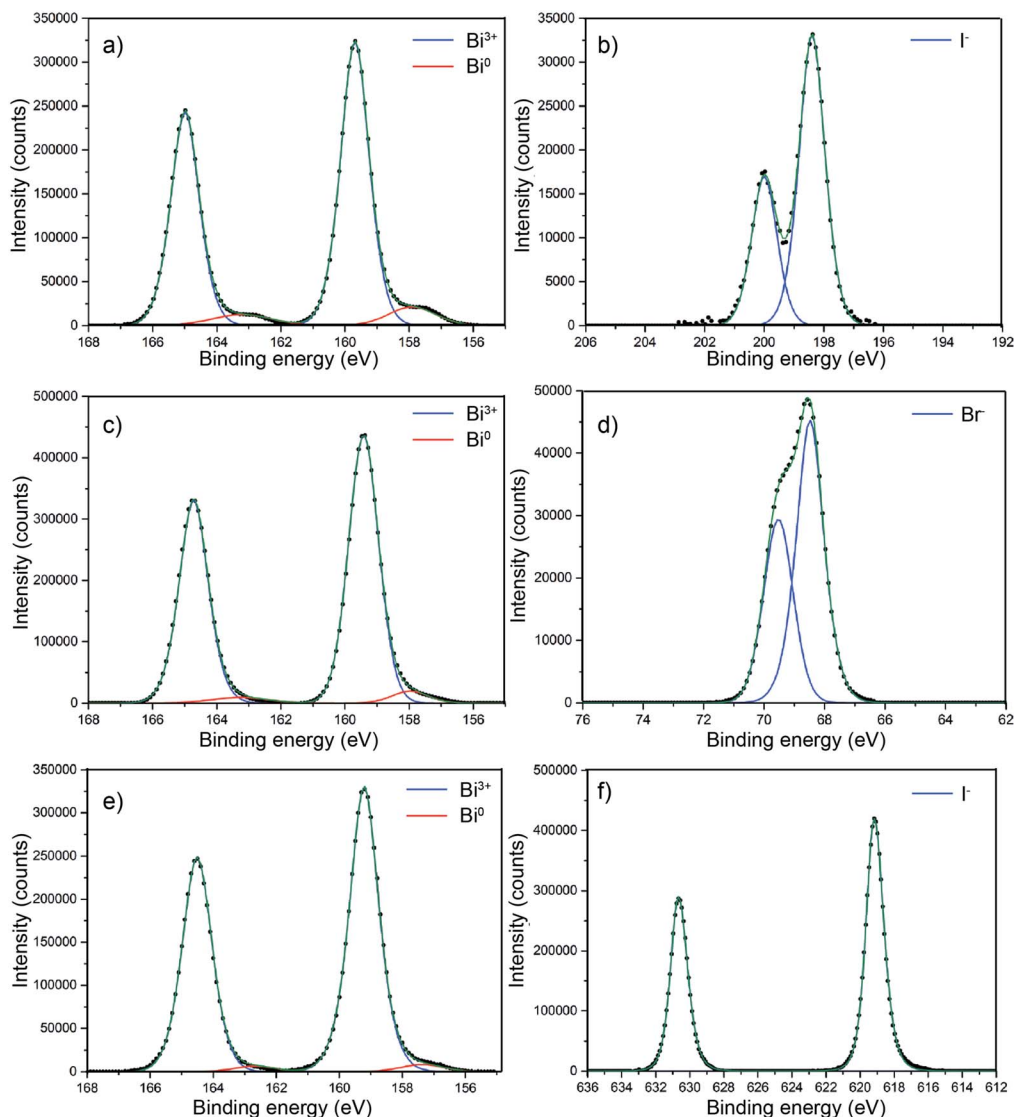 a)
Bi³⁺
Bi⁰
Intensity (counts)
350000
300000
250000
200000
150000
100000
50000
0
168 166 164 162 160 158 156
Binding energy (eV)
b)
I⁻
Intensity (counts)
35000
30000
25000
20000
15000
10000
5000
0
206 204 202 200 198 196 194 192
Binding energy (eV)
c)
Bi³⁺
Bi⁰
Intensity (counts)
500000
400000
300000
200000
100000
0
168 166 164 162 160 158 156
Binding energy (eV)
d)
Br⁻
Intensity (counts)
50000
40000
30000
20000
10000
0
76 74 72 70 68 66 64 62
Binding energy (eV)
e)
Bi³⁺
Bi⁰
Intensity (counts)
350000
300000
250000
200000
150000
100000
50000
0
168 166 164 162 160 158 156
Binding energy (eV)
f)
I⁻
Intensity (counts)
500000
400000
300000
200000
100000
0
636 634 632 630 628 626 624 622 620 618 616 614 612
Binding energy (eV)